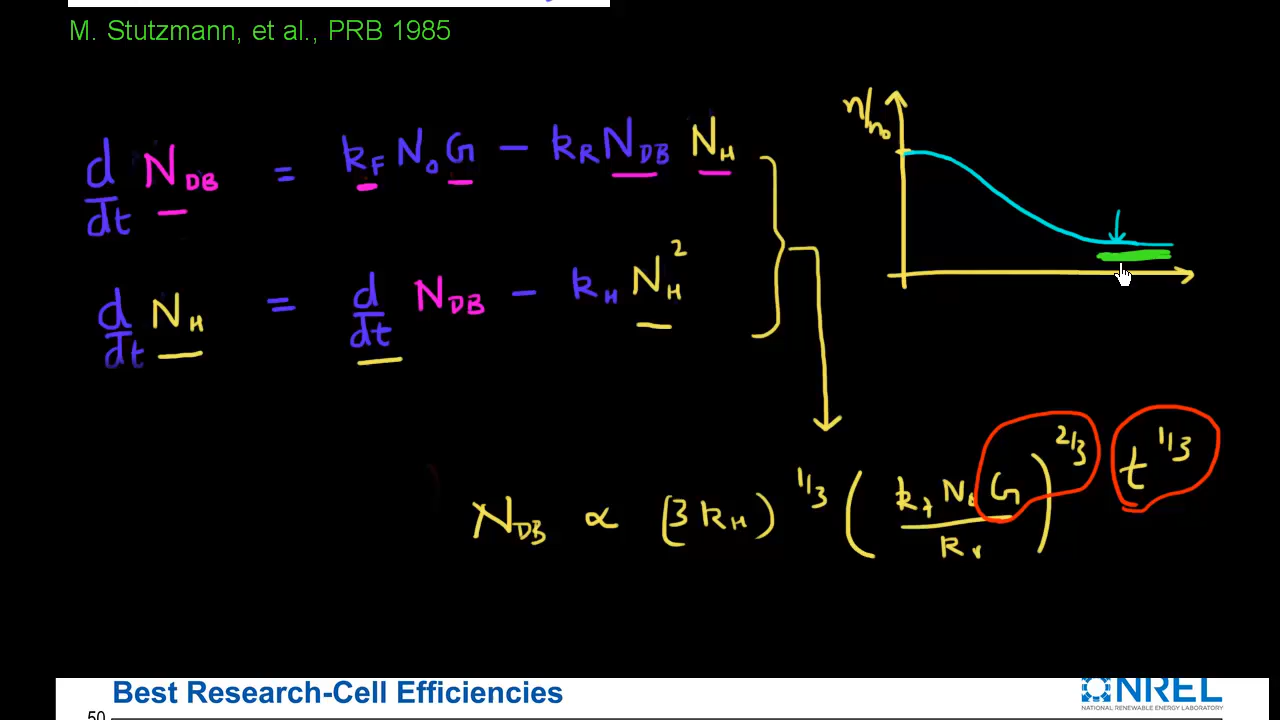 M. Stutzmann, et al., PRB 1985
d/dt N_DB = k_F N_0 G - k_R N_DB N_H
n/n_0
d/dt N_H = d/dt N_DB - k_H N_H^2
N_DB ∝ (3 k_H)^1/3 (k_f N_0 G / k_r)^2/3 t^1/3
Best Research-Cell Efficiencies
NREL
NATIONAL RENEWABLE ENERGY LABORATORY
50